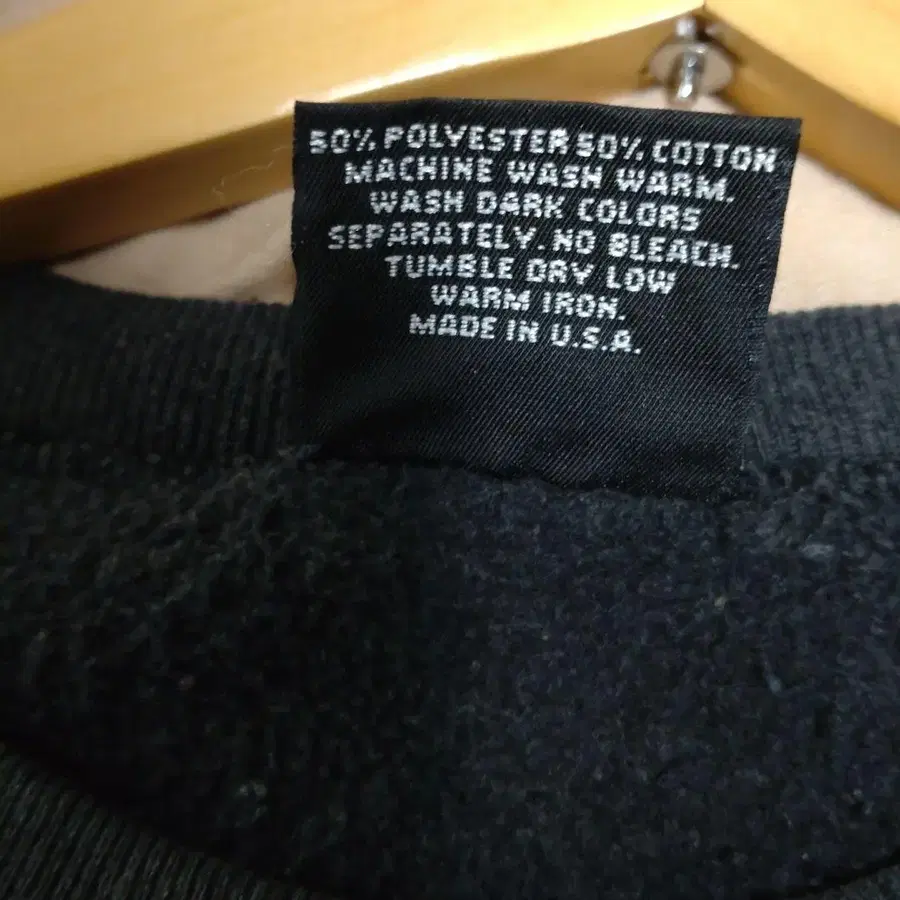 50% POLYESTER 50% COTTON
MACHINE WASH WARM.
WASH DARK COLORS
SEPARATELY. NO BLEACH.
TUMBLE DRY LOW
WARM IRON.
MADE IN U.S.A.